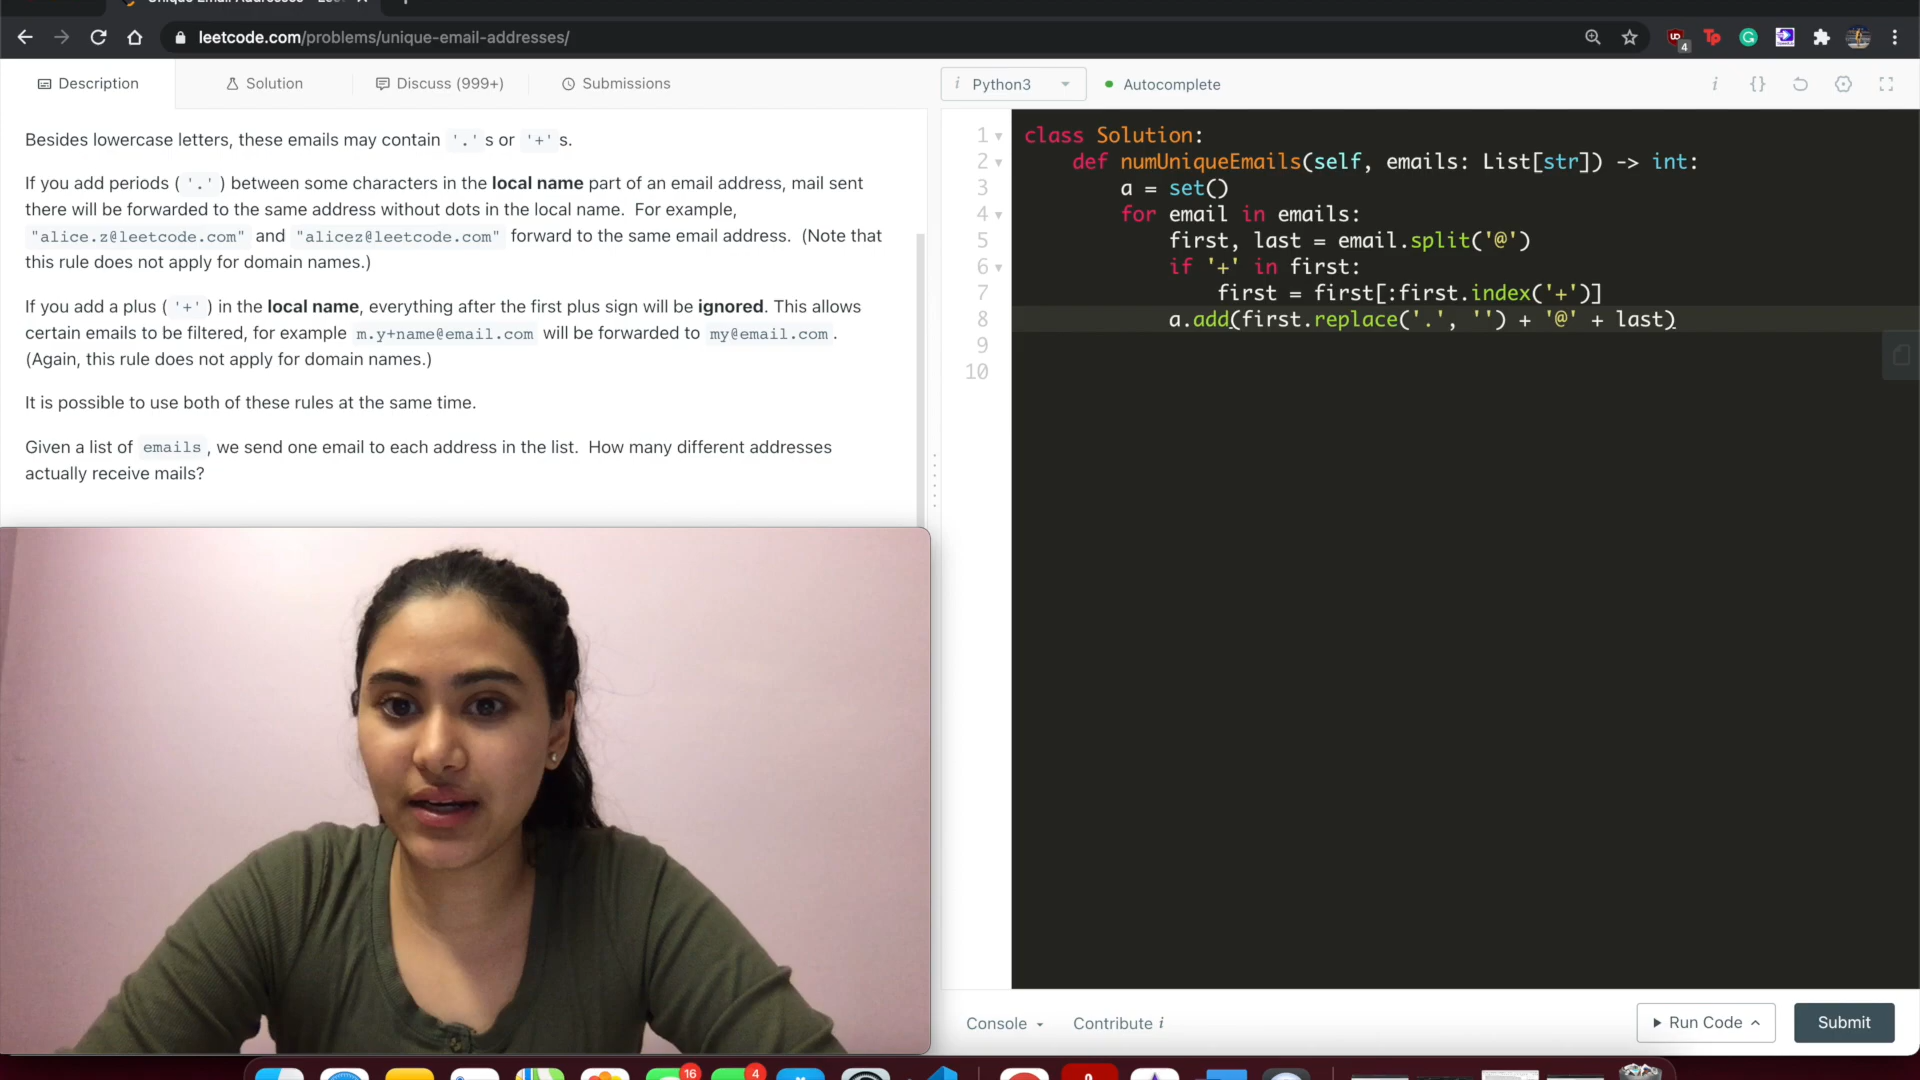 leetcode.com/problems/unique-email-addresses/
4
Description
Solution
Discuss (999+)
Submissions
i
Python3
Autocomplete
i
{}
Besides lowercase letters, these emails may contain '.' s or '+' s.
If you add periods ( '.' ) between some characters in the local name part of an email address, mail sent
there will be forwarded to the same address without dots in the local name.  For example,
"alice.z@leetcode.com" and "alicez@leetcode.com" forward to the same email address.  (Note that
this rule does not apply for domain names.)
If you add a plus ( '+' ) in the local name, everything after the first plus sign will be ignored. This allows
certain emails to be filtered, for example m.y+name@email.com will be forwarded to my@email.com .
(Again, this rule does not apply for domain names.)
It is possible to use both of these rules at the same time.
Given a list of emails , we send one email to each address in the list.  How many different addresses
actually receive mails?
1 class Solution:
2 def numUniqueEmails(self, emails: List[str]) -> int:
3 a = set()
4 for email in emails:
5 first, last = email.split('@')
6 if '+' in first:
7 first = first[:first.index('+')]
8 a.add(first.replace('.', '') + '@' + last)
9
10
Console
Contribute i
Run Code
Submit
16
4